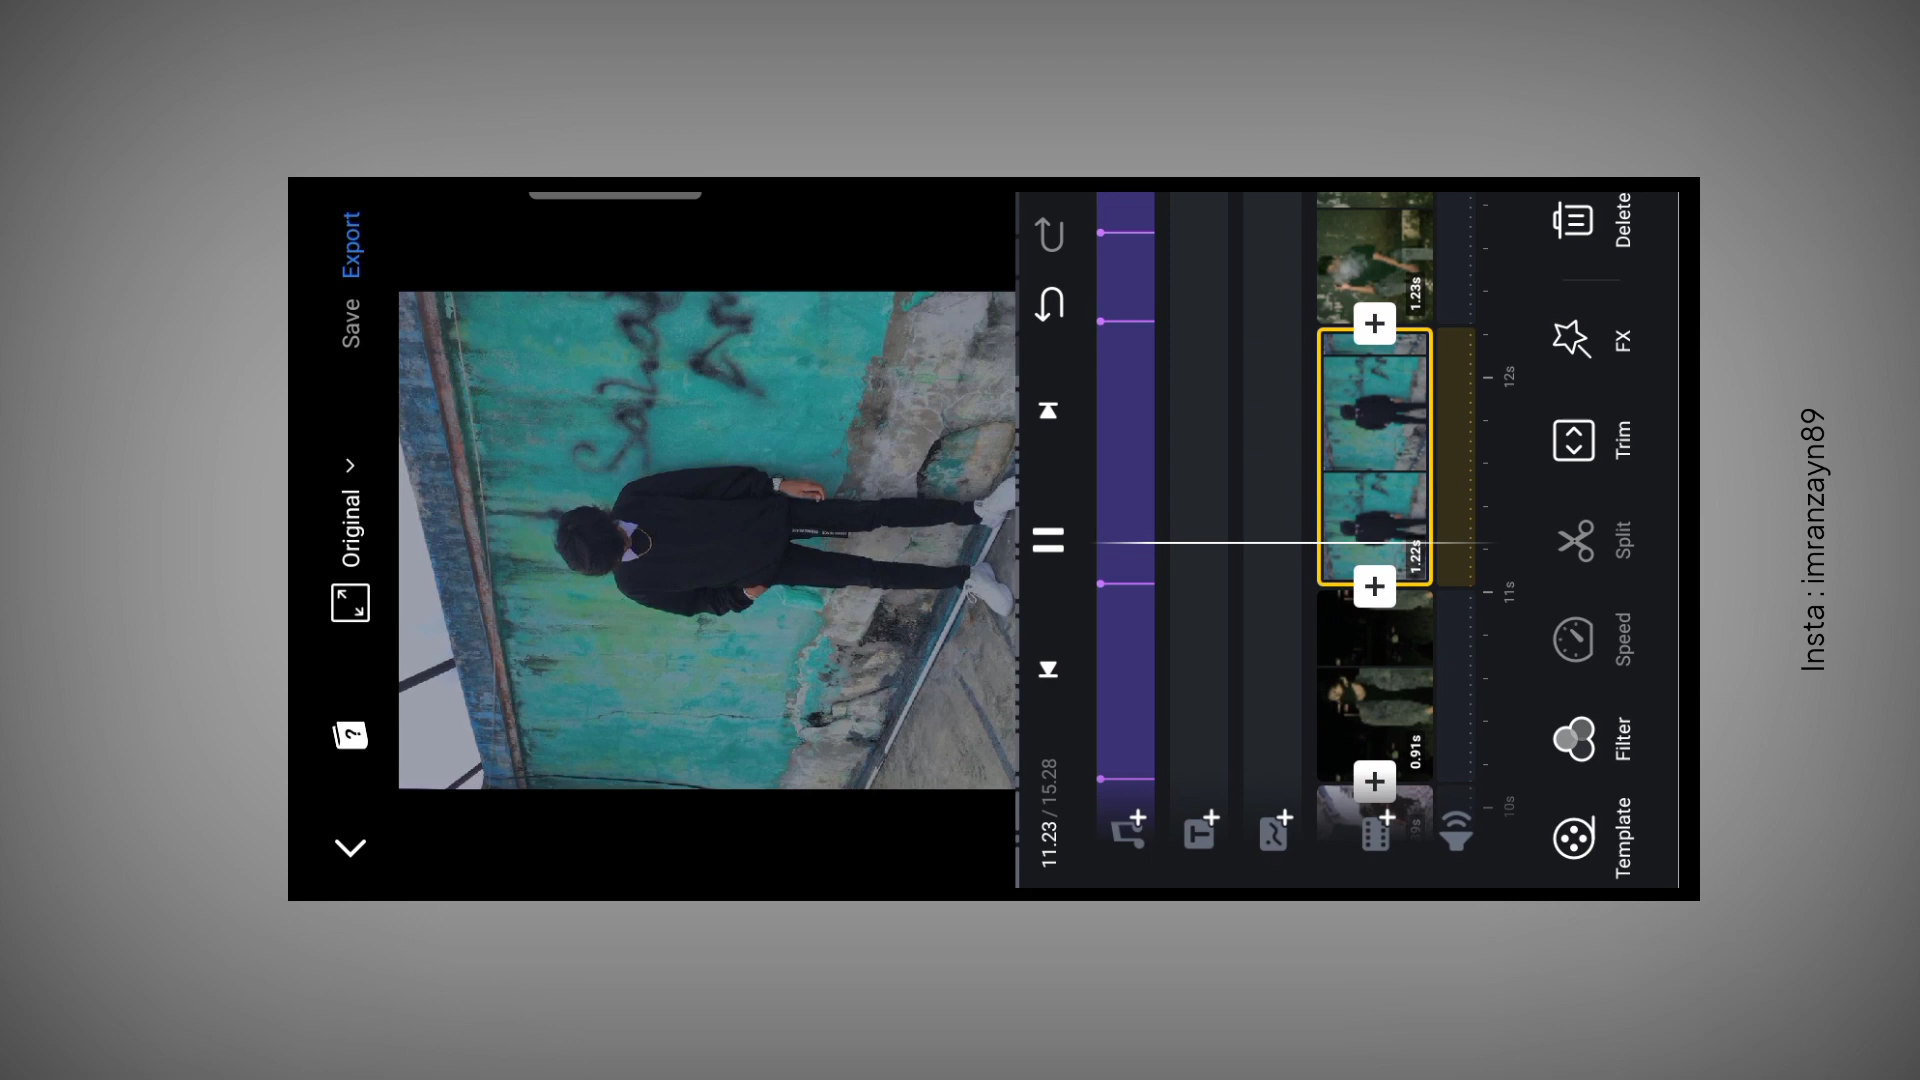 Original
Save
Export
Salman
11.23 / 15.28
1.23s
1.22s
0.91s
10s
11s
12s
Template
Filter
Speed
Split
Trim
FX
Delete
Insta : imranzayn89